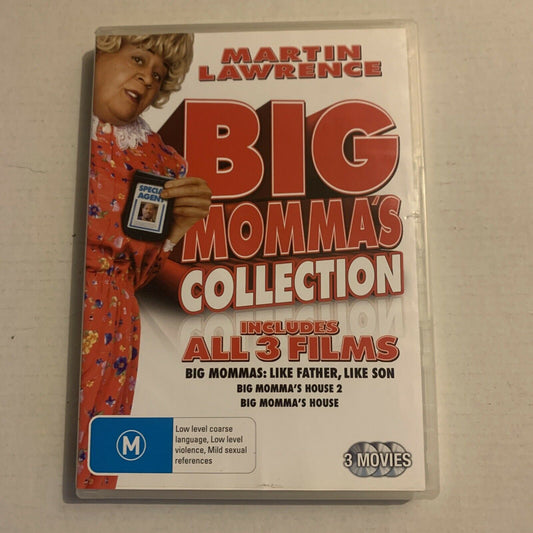 MARTIN
LAWRENCE
BIG
MOMMA'S
COLLECTION
SPECIAL
AGENT
INCLUDES
ALL 3 FILMS
BIG MOMMAS: LIKE FATHER, LIKE SON
BIG MOMMA'S HOUSE 2
BIG MOMMA'S HOUSE
M
Low level coarse
language, Low level
violence, Mild sexual
references
3 MOVIES